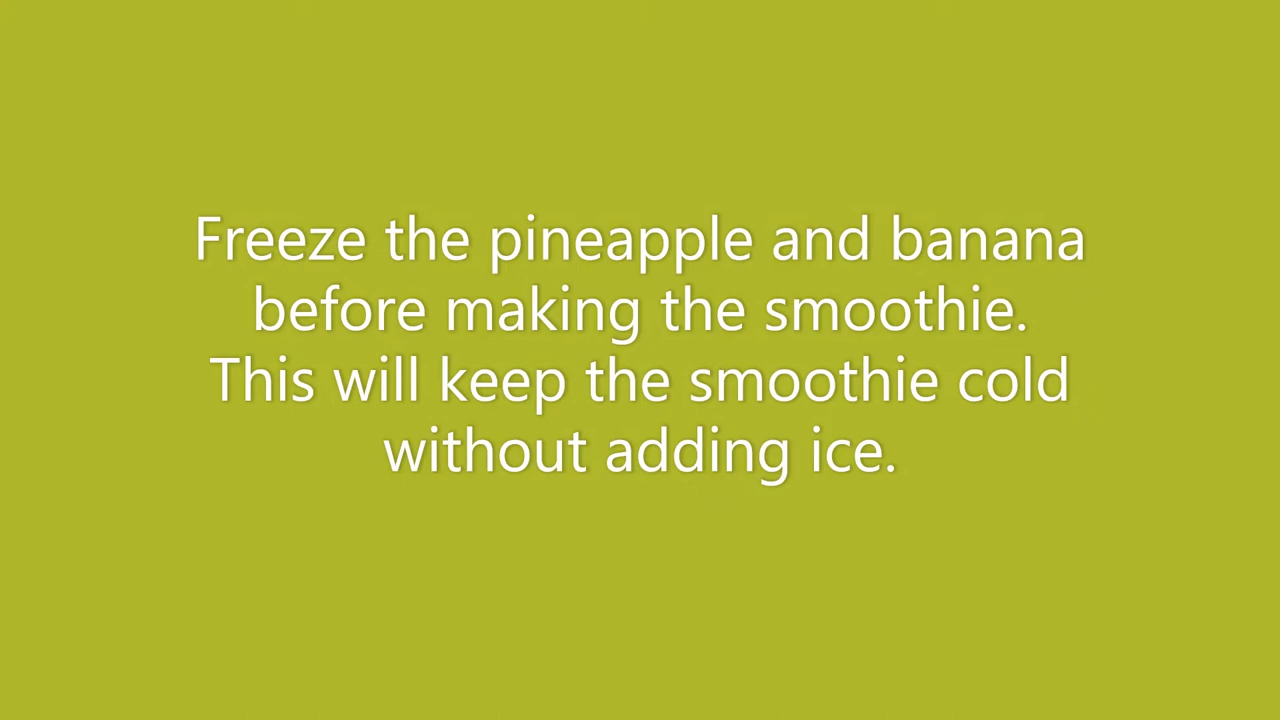 Freeze the pineapple and banana
before making the smoothie.
This will keep the smoothie cold
without adding ice.